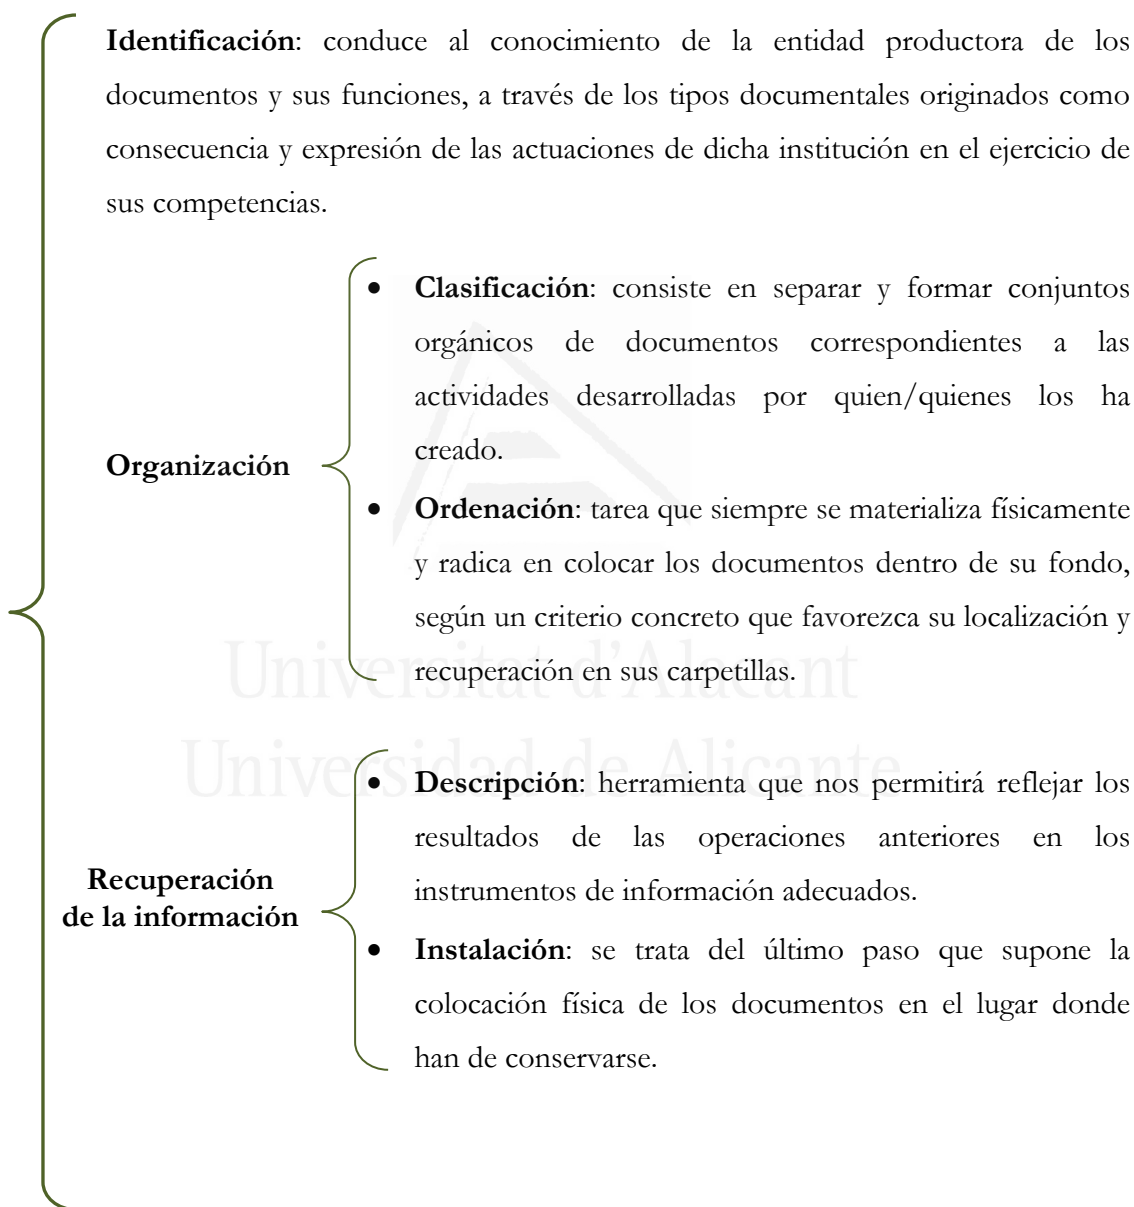 Identificación: conduce al conocimiento de la entidad productora de los
documentos y sus funciones, a través de los tipos documentales originados como
consecuencia y expresión de las actuaciones de dicha institución en el ejercicio de
sus competencias.
Organización
• Clasificación: consiste en separar y formar conjuntos
orgánicos de documentos correspondientes a las
actividades desarrolladas por quien/quienes los ha
creado.
• Ordenación: tarea que siempre se materializa físicamente
y radica en colocar los documentos dentro de su fondo,
según un criterio concreto que favorezca su localización y
recuperación en sus carpetillas.
Universitat d'Alacant
Universidad de Alicante
Recuperación
de la información
• Descripción: herramienta que nos permitirá reflejar los
resultados de las operaciones anteriores en los
instrumentos de información adecuados.
• Instalación: se trata del último paso que supone la
colocación física de los documentos en el lugar donde
han de conservarse.